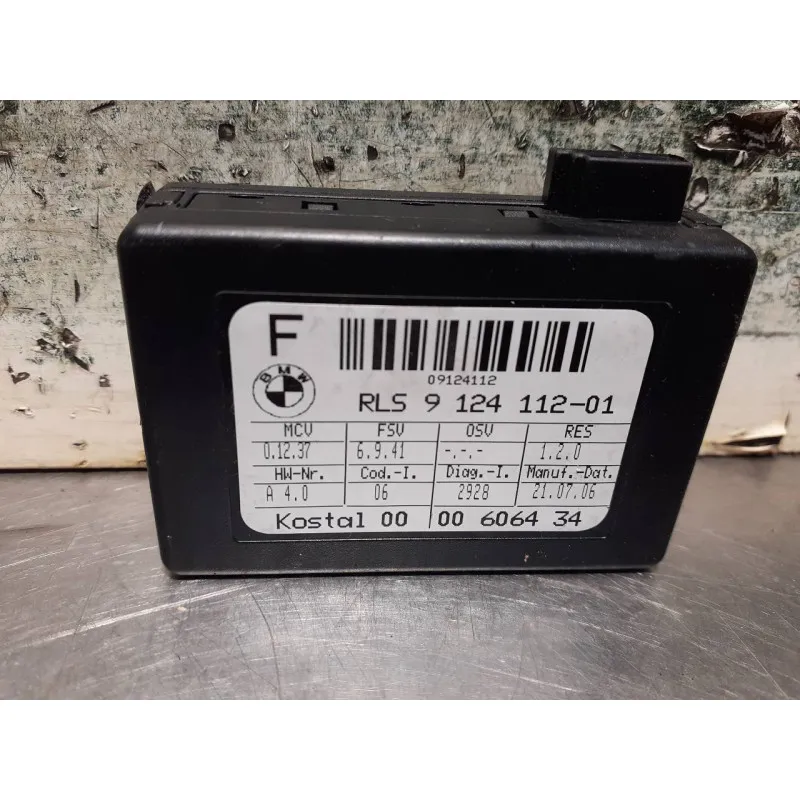 F
09124112
BMW
RLS 9 124 112-01
MCV FSV OSV RES
0.12.37 6.9.41 -.-.- 1.2.0
HW-Nr. Cod.-I. Diag.-I. Manuf.-Dat.
A 4.0 06 2928 21.07.06
Kostal 00 00 6064 34